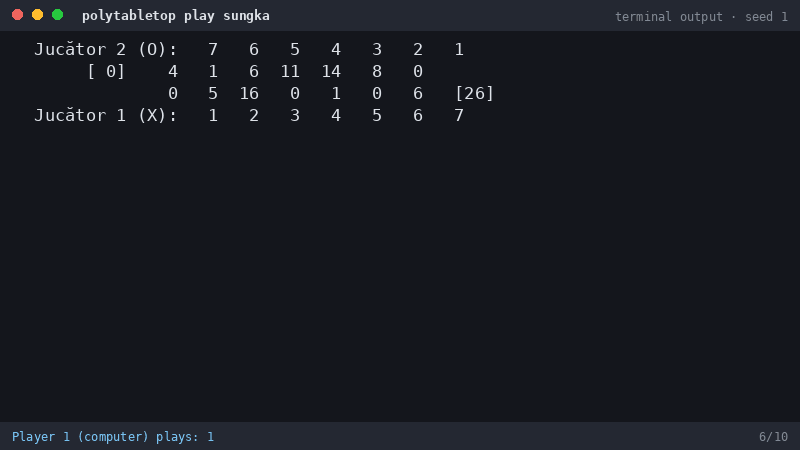 polytabletop play sungka
terminal output · seed 1
Jucător 2 (O): 7 6 5 4 3 2 1
[ 0] 4 1 6 11 14 8 0
0 5 16 0 1 0 6 [26]
Jucător 1 (X): 1 2 3 4 5 6 7
Player 1 (computer) plays: 1
6/10